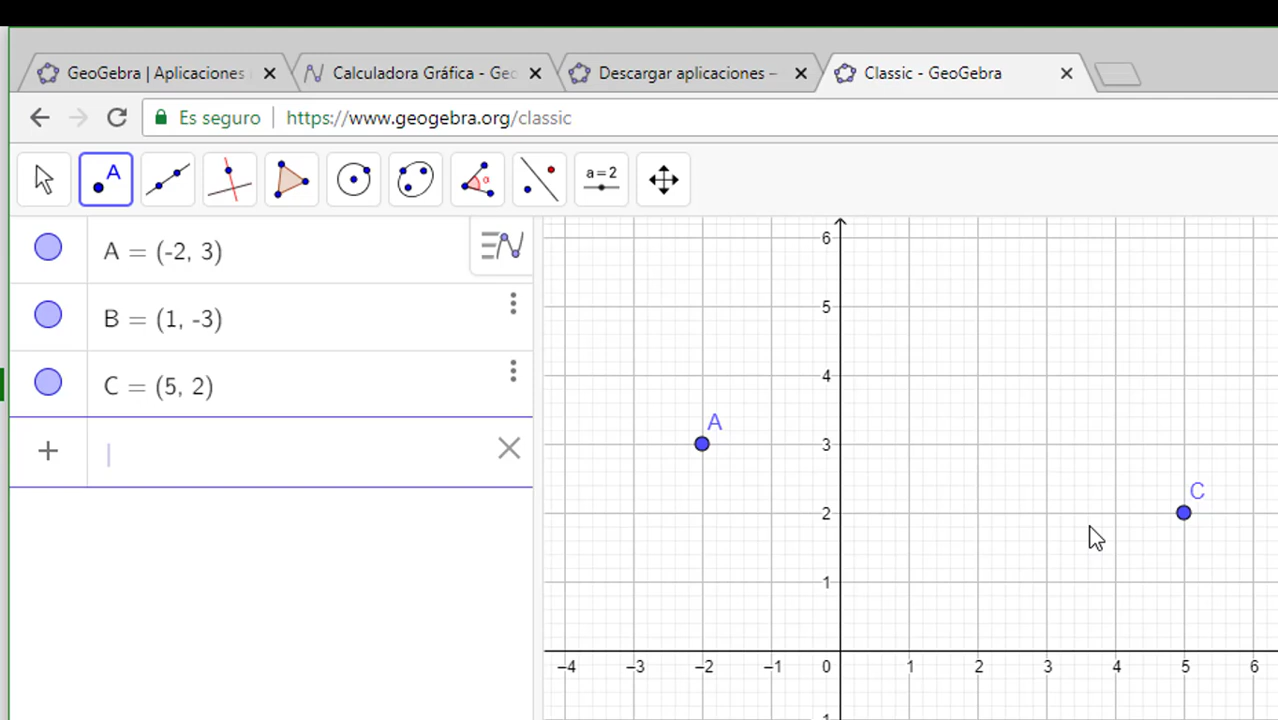 GeoGebra | Aplicaciones
Calculadora Gráfica - Geo
Descargar aplicaciones –
Classic - GeoGebra
Es seguro
https://www.geogebra.org/classic
A
α
a = 2
A = (-2, 3)
B = (1, -3)
C = (5, 2)
+
6
5
4
A
3
C
2
1
−4 −3 −2 −1 0 1 2 3 4 5 6